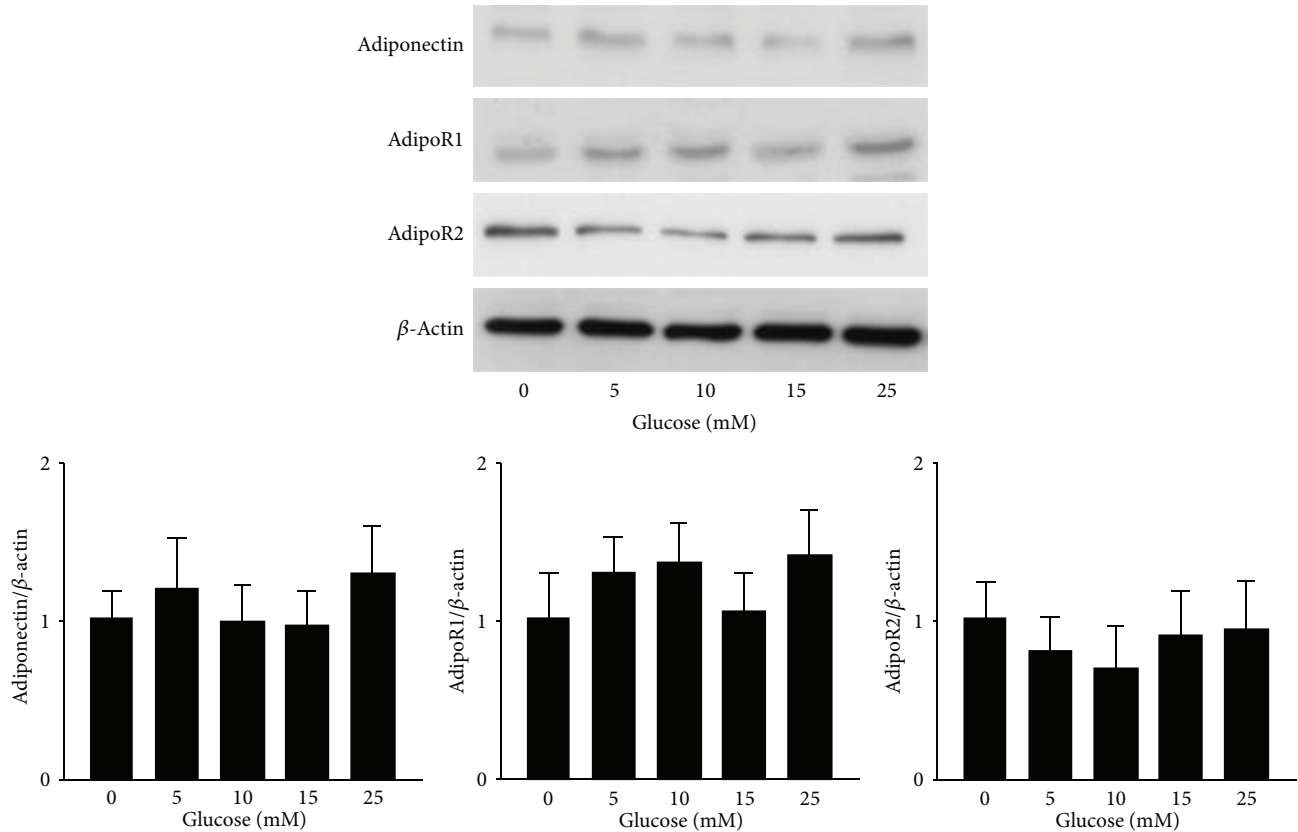 Adiponectin
AdipoR1
AdipoR2
β-Actin
0 5 10 15 25
Glucose (mM)
2
1
0
Adiponectin/β-actin
0 5 10 15 25
Glucose (mM)
2
1
0
AdipoR1/β-actin
0 5 10 15 25
Glucose (mM)
2
1
0
AdipoR2/β-actin
0 5 10 15 25
Glucose (mM)